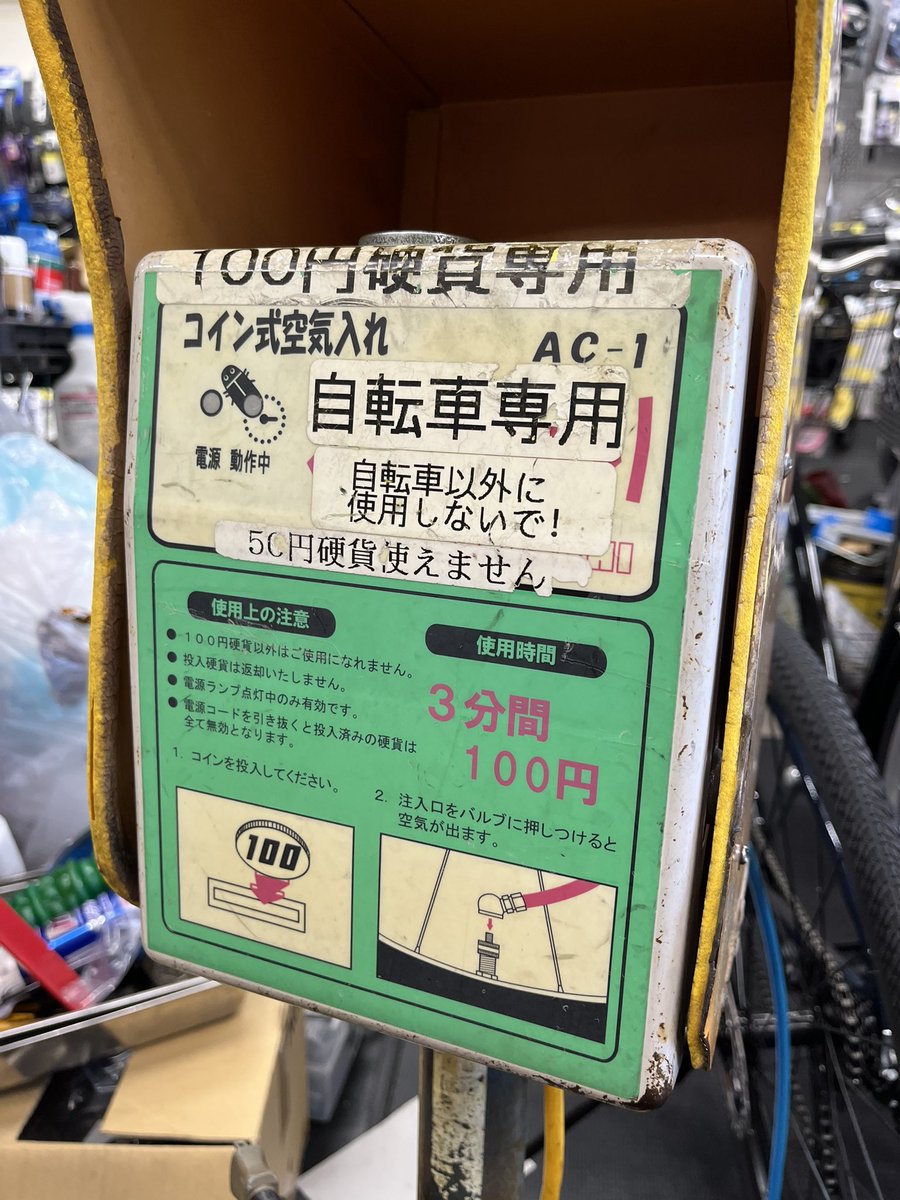 100円硬貨専用
コイン式空気入れ
AC-1
自転車専用
電源 動作中
自転車以外に
使用しないで!
50円硬貨使えません
使用上の注意
●100円硬貨以外はご使用になれません。
●投入硬貨は返却いたしません。
●電源ランプ点灯中のみ有効です。
●電源コードを引き抜くと投入済みの硬貨は
全て無効となります。
使用時間
3分間
100円
1. コインを投入してください。
100
2. 注入口をバルブに押しつけると
空気が出ます。